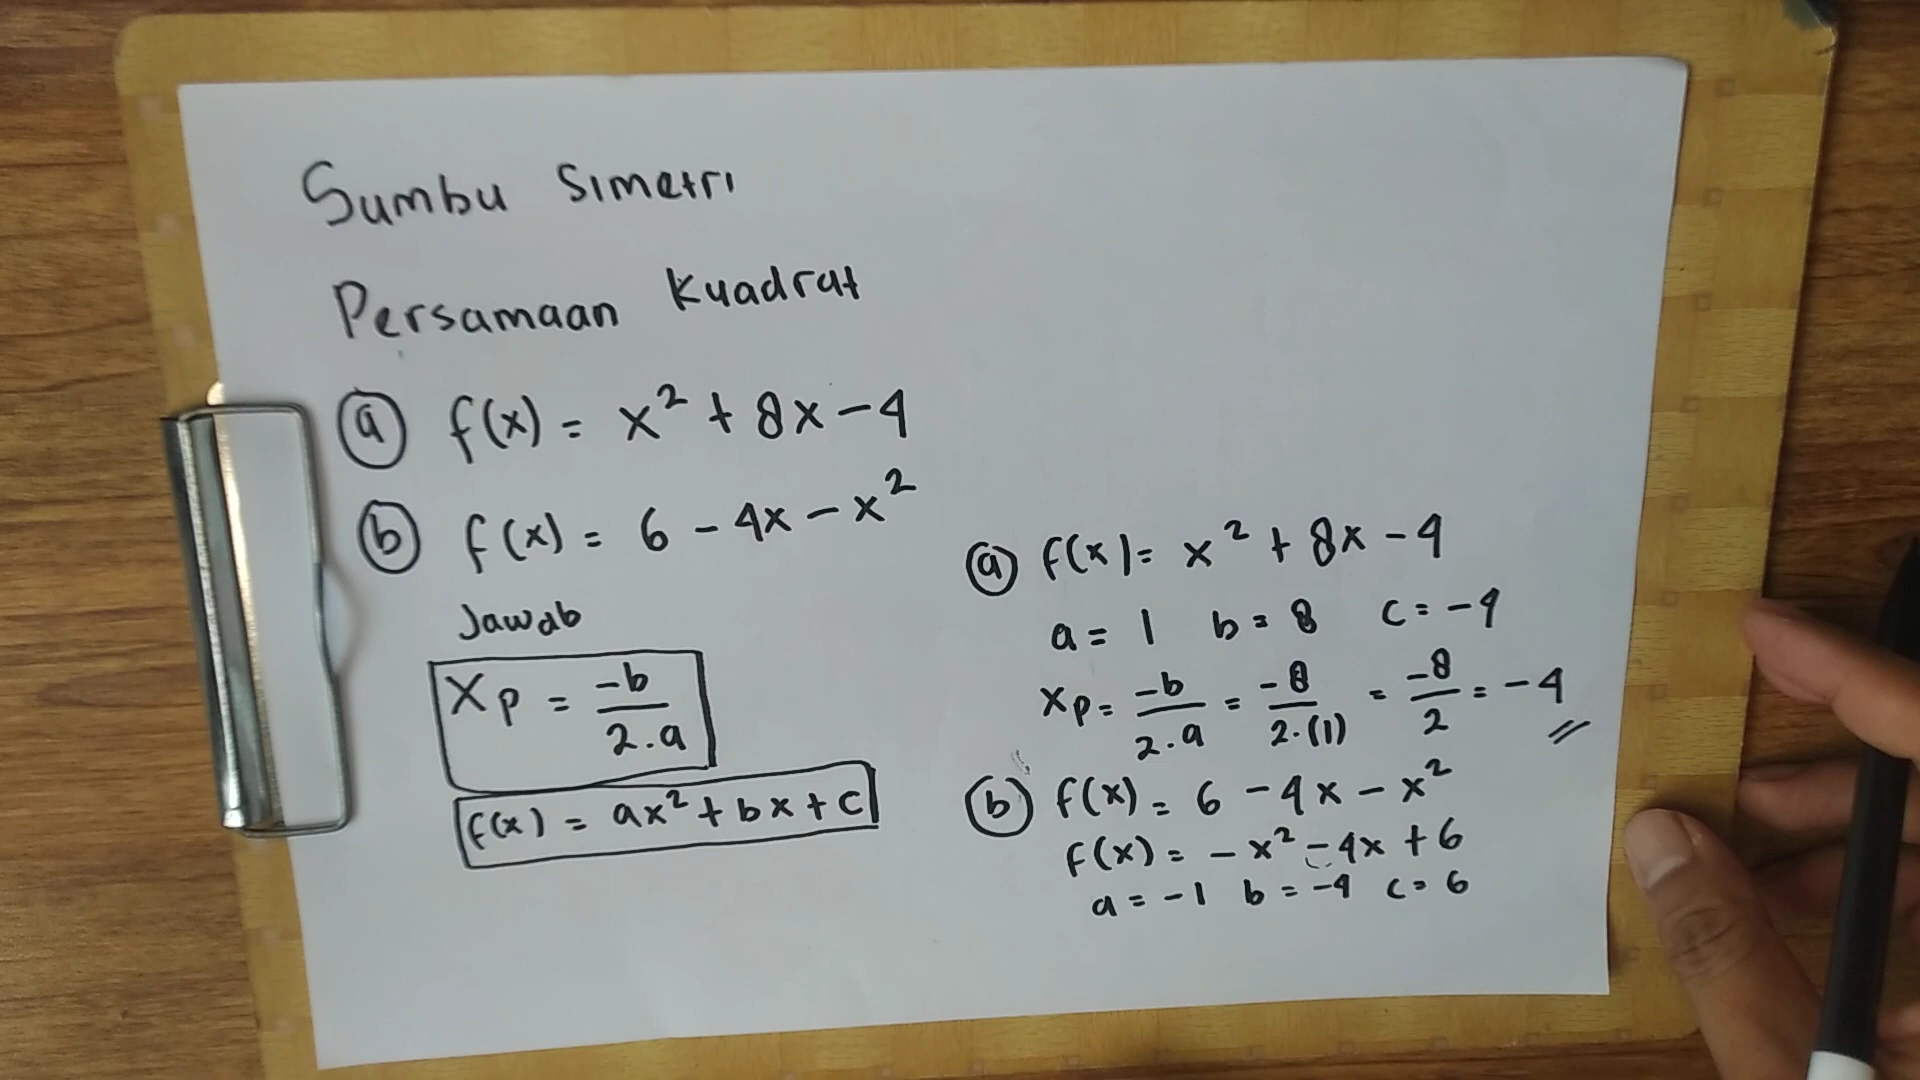 Sumbu Simetri
Persamaan Kuadrat
(a) f(x) = x² + 8x - 4
(b) f(x) = 6 - 4x - x²
Jawab
Xp = -b / 2.a
f(x) = ax² + bx + c
(a) f(x) = x² + 8x - 4
a = 1 b = 8 c = -4
Xp = -b / 2.a = -8 / 2.(1) = -8 / 2 = -4
(b) f(x) = 6 - 4x - x²
f(x) = -x² - 4x + 6
a = -1 b = -4 c = 6